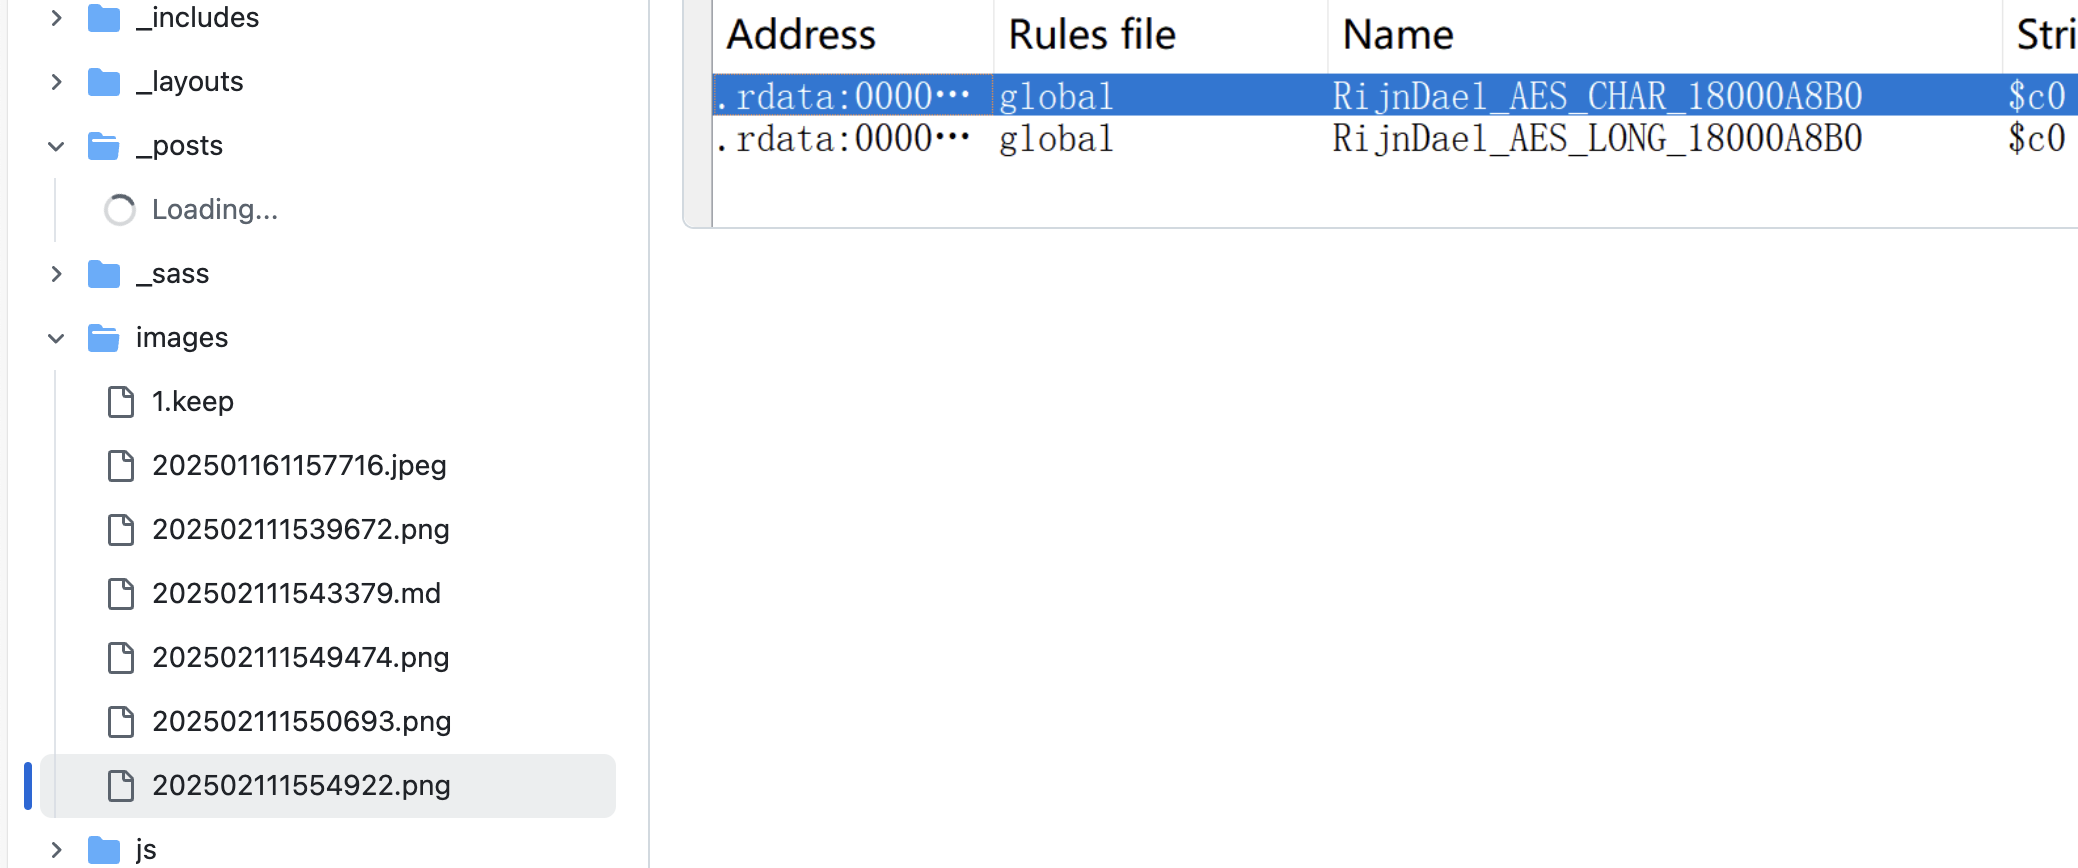 _includes
_layouts
_posts
Loading...
_sass
images
1.keep
202501161157716.jpeg
202502111539672.png
202502111543379.md
202502111549474.png
202502111550693.png
202502111554922.png
js
Address Rules file Name Stri
.rdata:0000··· global RijnDael_AES_CHAR_18000A8B0 $c0
.rdata:0000··· global RijnDael_AES_LONG_18000A8B0 $c0